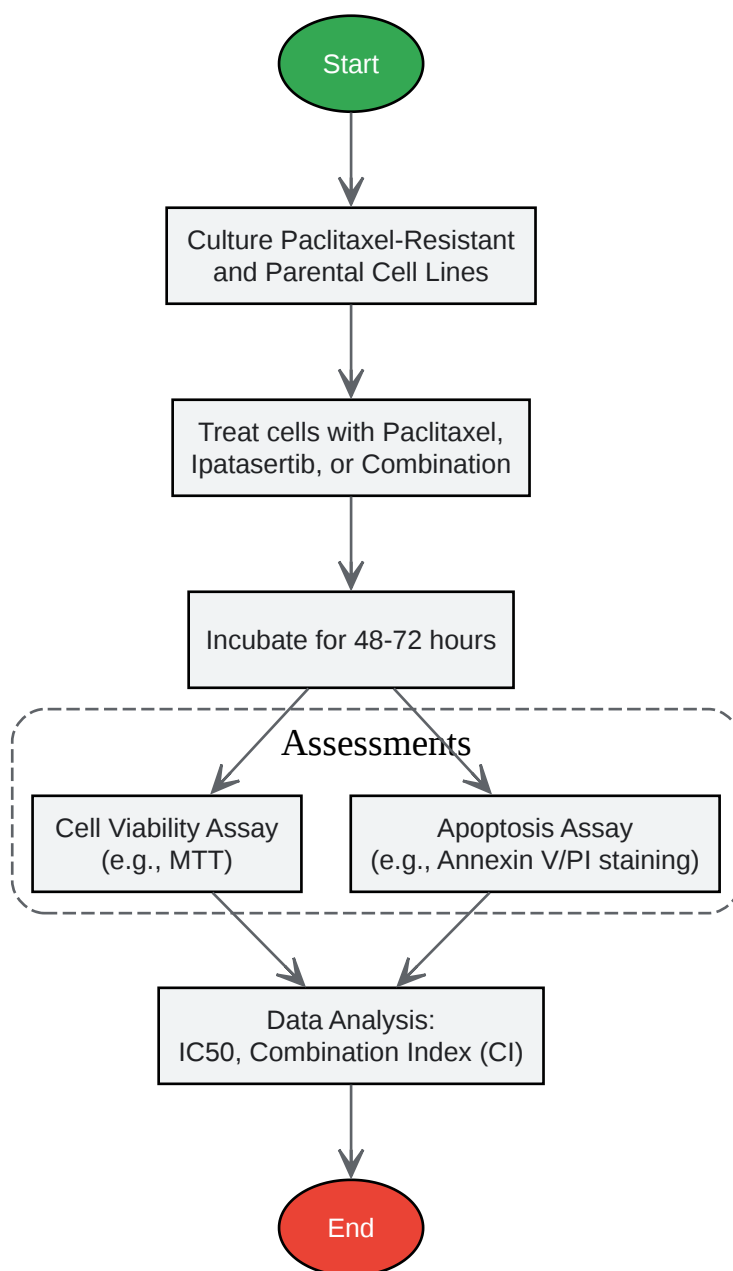 Start
Culture Paclitaxel-Resistant
and Parental Cell Lines
Treat cells with Paclitaxel,
Ipatasertib, or Combination
Incubate for 48-72 hours
Assessments
Cell Viability Assay
(e.g., MTT)
Apoptosis Assay
(e.g., Annexin V/PI staining)
Data Analysis:
IC50, Combination Index (CI)
End